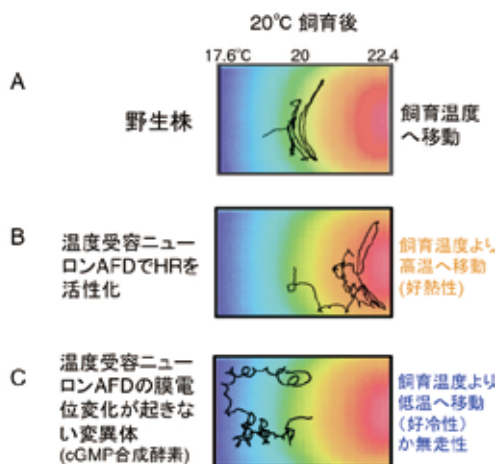 20℃ 飼育後
17.6℃ 20 22.4
A
野生株
飼育温度
へ移動
B
温度受容ニュー
ロンAFDでHRを
活性化
飼育温度より
高温へ移動
(好熱性)
C
温度受容ニュー
ロンAFDの膜電
位変化が起きな
い変異体
(cGMP合成酵素)
飼育温度より
低温へ移動
(好冷性)
か無走性